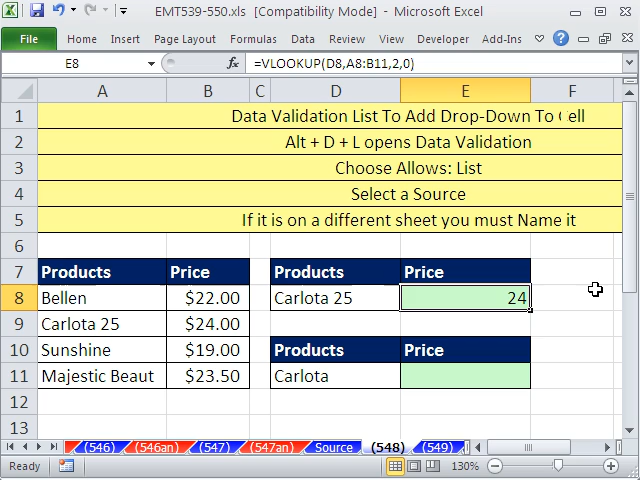 EMT539-550.xls [Compatibility Mode] - Microsoft Excel
File Home Insert Page Layout Formulas Data Review View Developer Add-Ins
E8 fx =VLOOKUP(D8,A8:B11,2,0)
A B C D E F
1 Data Validation List To Add Drop-Down To Cell
2 Alt + D + L opens Data Validation
3 Choose Allows: List
4 Select a Source
5 If it is on a different sheet you must Name it
6
7 Products Price Products Price
8 Bellen $22.00 Carlota 25 24
9 Carlota 25 $24.00
10 Sunshine $19.00 Products Price
11 Majestic Beaut $23.50 Carlota
12
13
(546) (546an) (547) (547an) Source (548) (549)
Ready 130%